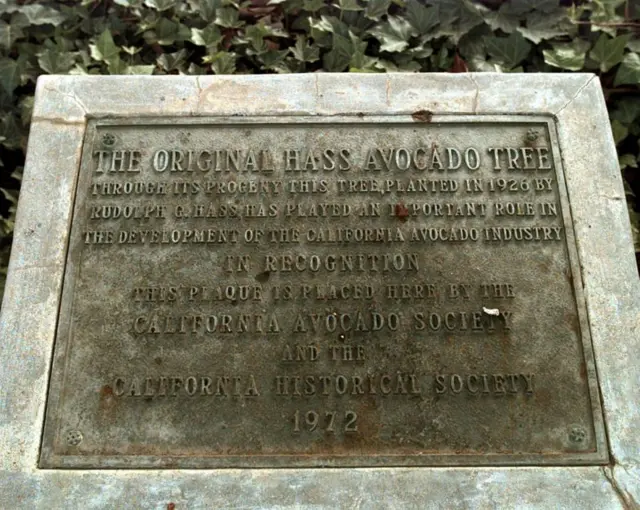 THE ORIGINAL HASS AVOCADO TREE
THROUGH ITS PROGENY THIS TREE, PLANTED IN 1926 BY
RUDOLPH G. HASS, HAS PLAYED AN IMPORTANT ROLE IN
THE DEVELOPMENT OF THE CALIFORNIA AVOCADO INDUSTRY
IN RECOGNITION
THIS PLAQUE IS PLACED HERE BY THE
CALIFORNIA AVOCADO SOCIETY
AND THE
CALIFORNIA HISTORICAL SOCIETY
1972